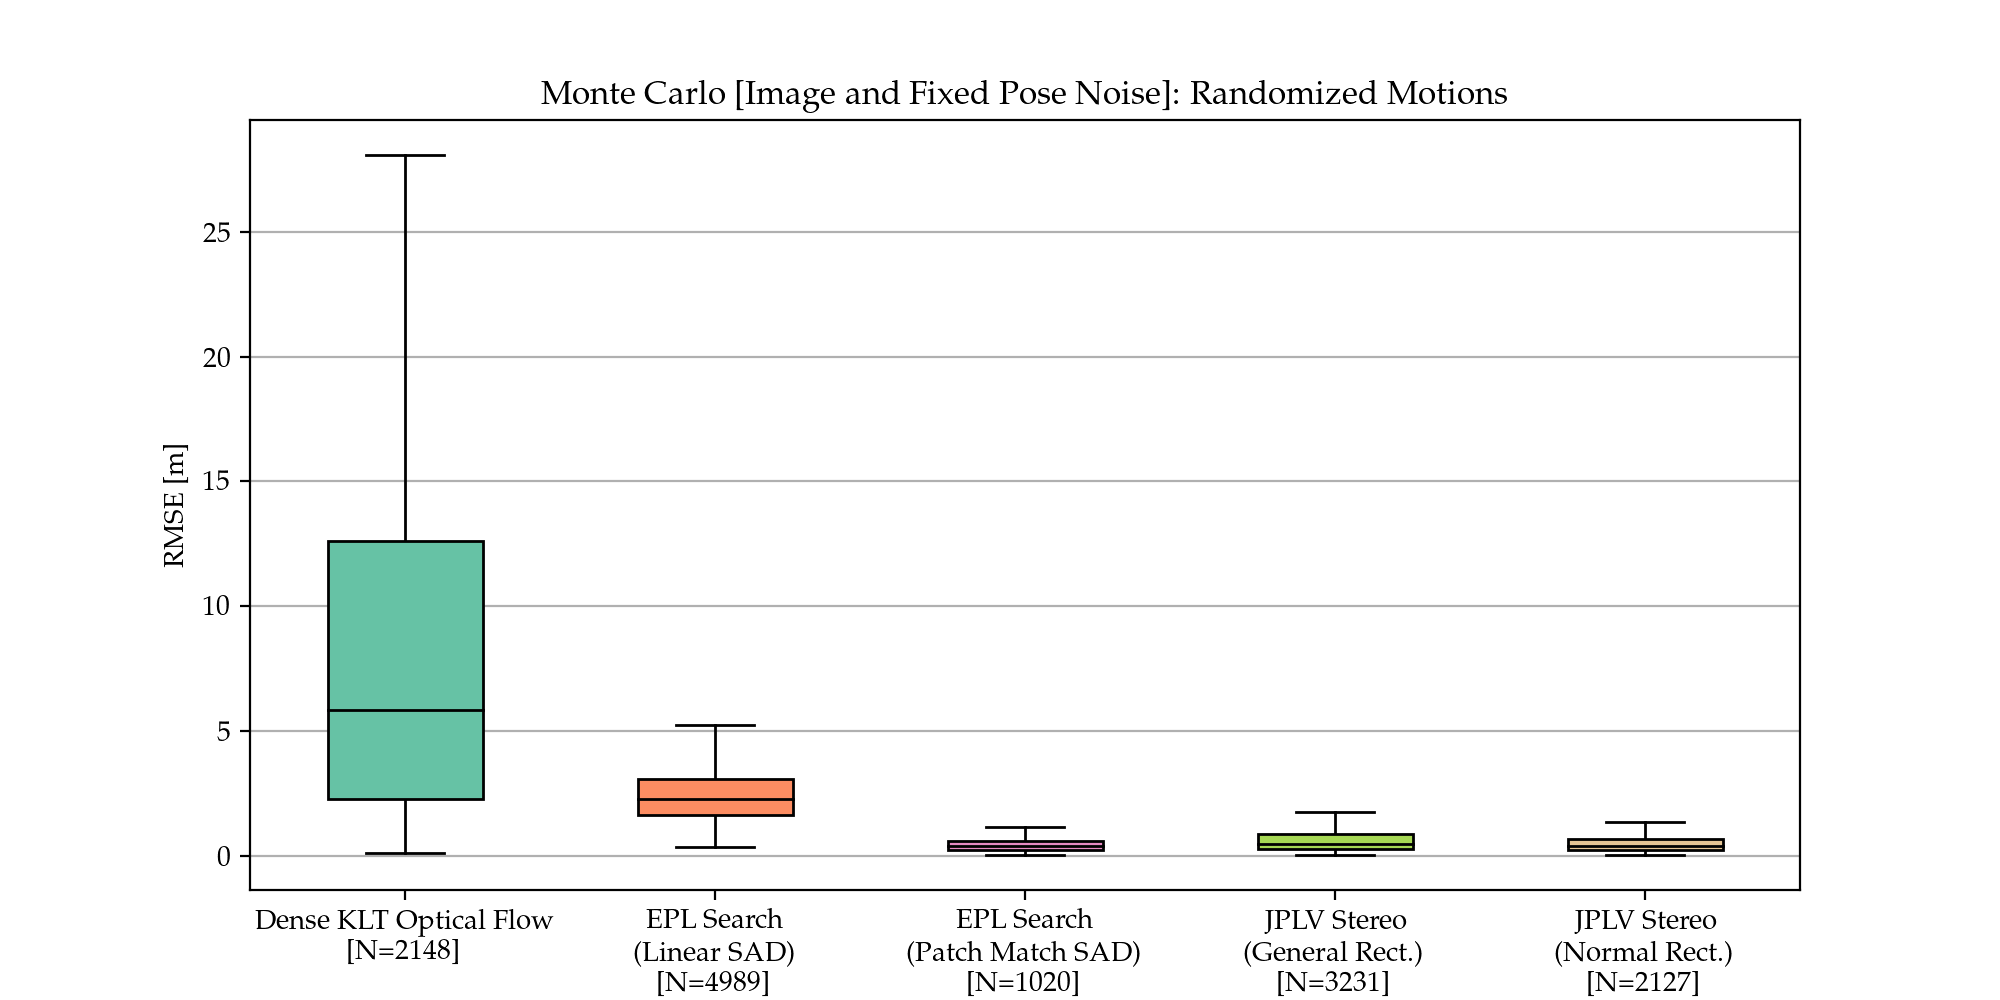 Monte Carlo [Image and Fixed Pose Noise]: Randomized Motions
RMSE [m]
25
20
15
10
5
0
Dense KLT Optical Flow
[N=2148]
EPL Search
(Linear SAD)
[N=4989]
EPL Search
(Patch Match SAD)
[N=1020]
JPLV Stereo
(General Rect.)
[N=3231]
JPLV Stereo
(Normal Rect.)
[N=2127]